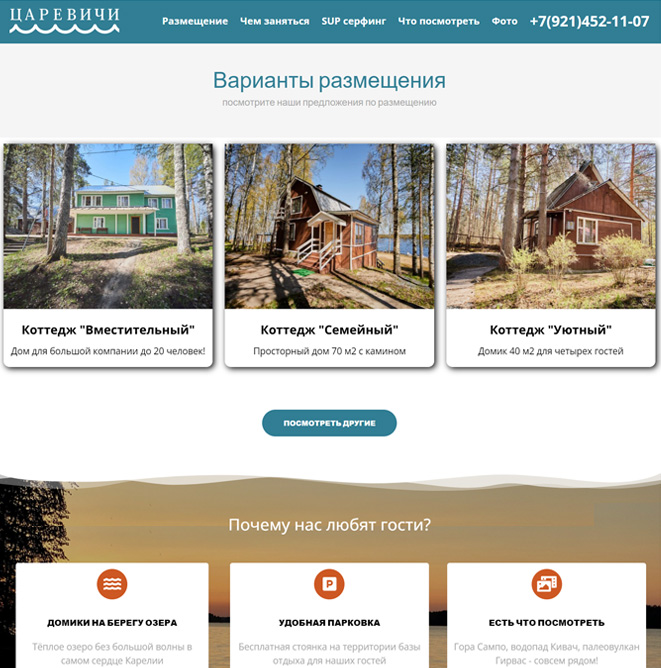 ЦАРЕВИЧИ
Размещение Чем заняться SUP серфинг Что посмотреть Фото +7(921)452-11-07
Варианты размещения
посмотрите наши предложения по размещению
Коттедж "Вместительный"
Дом для большой компании до 20 человек!
Коттедж "Семейный"
Просторный дом 70 м2 с камином
Коттедж "Уютный"
Домик 40 м2 для четырех гостей
ПОСМОТРЕТЬ ДРУГИЕ
Почему нас любят гости?
P
ДОМИКИ НА БЕРЕГУ ОЗЕРА
Тёплое озеро без большой волны в
самом сердце Карелии
УДОБНАЯ ПАРКОВКА
Бесплатная стоянка на территории базы
отдыха для наших гостей
ЕСТЬ ЧТО ПОСМОТРЕТЬ
Гора Сампо, водопад Кивач, палеовулкан
Гирвас - совсем рядом!